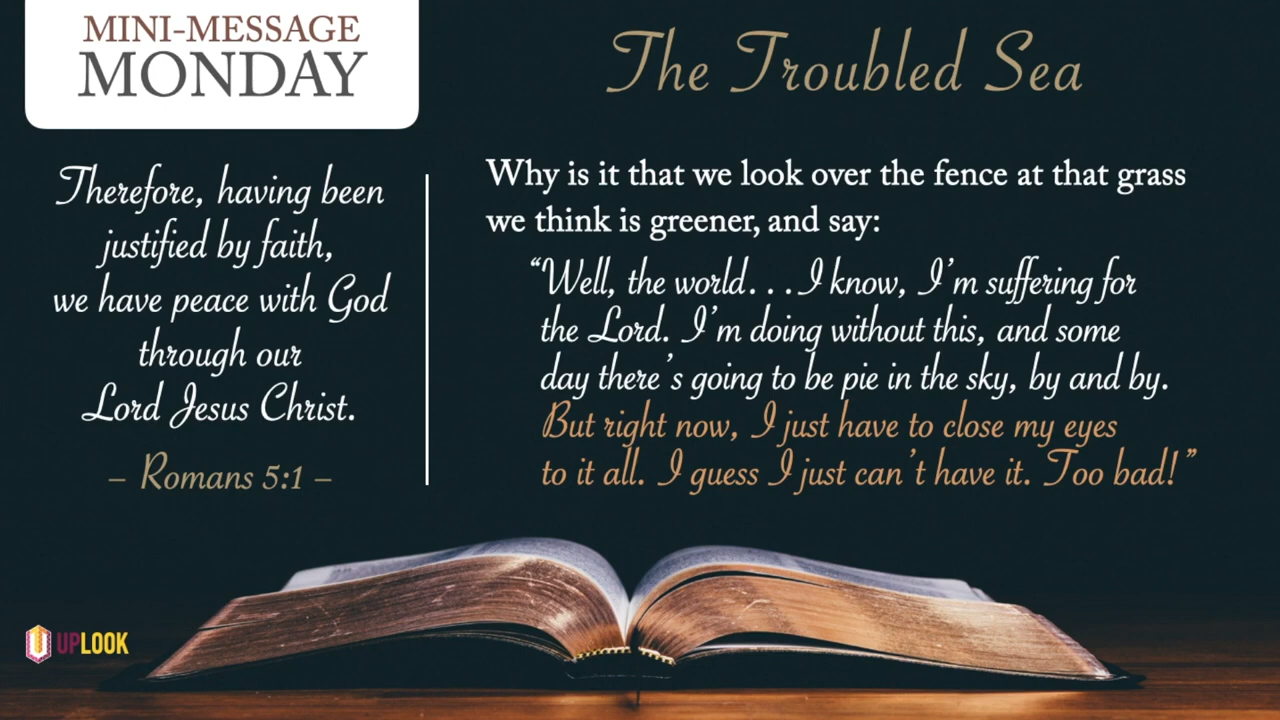 MINI-MESSAGE
MONDAY
The Troubled Sea
Therefore, having been
justified by faith,
we have peace with God
through our
Lord Jesus Christ.
– Romans 5:1 –
Why is it that we look over the fence at that grass
we think is greener, and say:
“Well, the world. . .I know, I’m suffering for
the Lord. I’m doing without this, and some
day there’s going to be pie in the sky, by and by.
But right now, I just have to close my eyes
to it all. I guess I just can’t have it. Too bad!”
UPLOOK